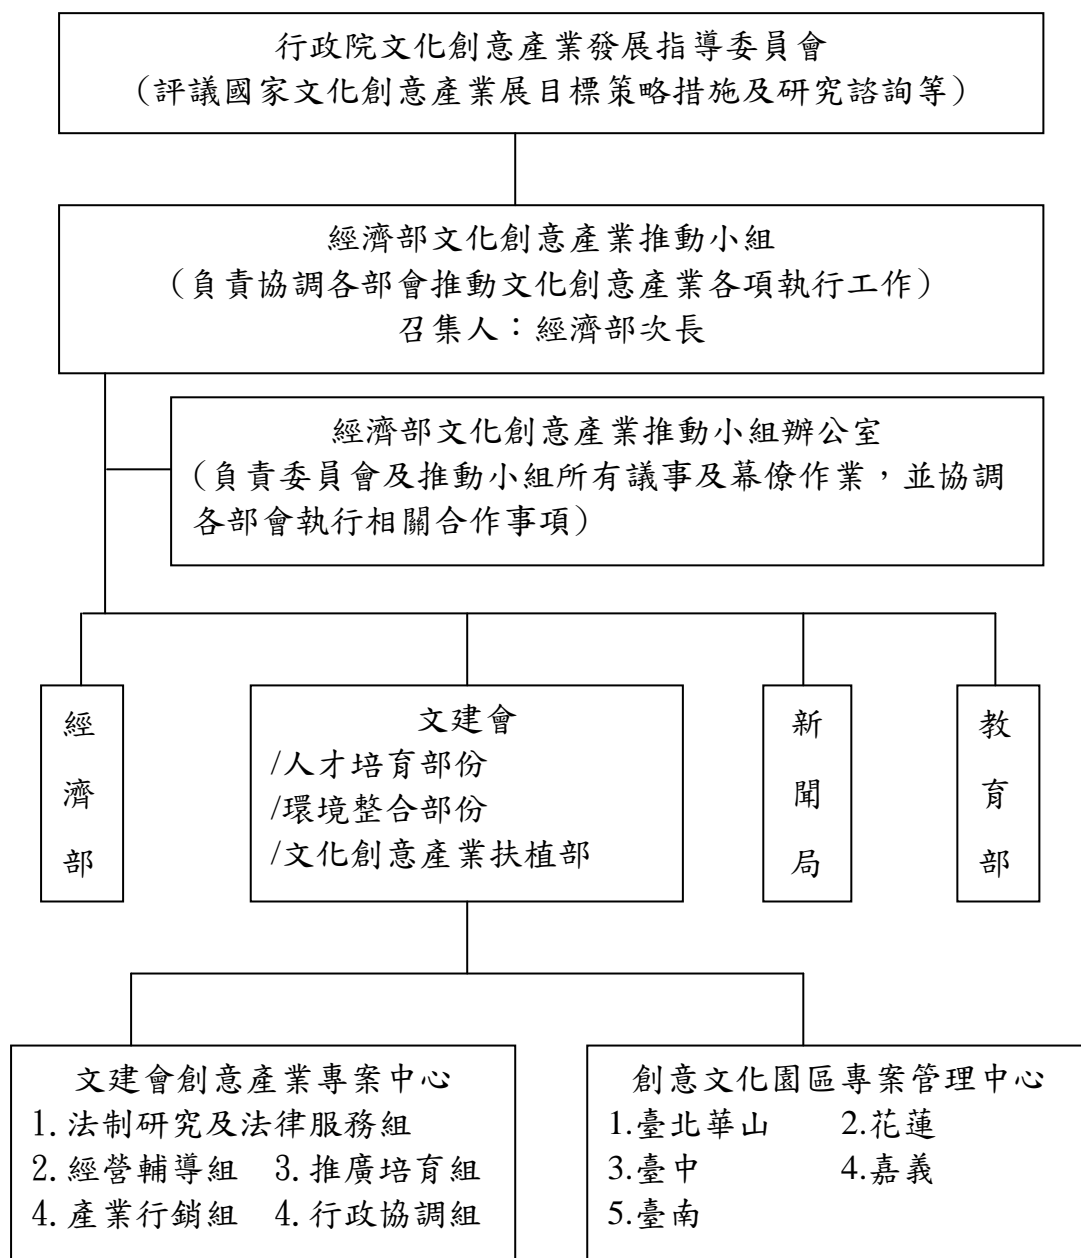 行政院文化創意產業發展指導委員會
(評議國家文化創意產業展目標策略措施及研究諮詢等)
經濟部文化創意產業推動小組
(負責協調各部會推動文化創意產業各項執行工作)
召集人:經濟部次長
經濟部文化創意產業推動小組辦公室
(負責委員會及推動小組所有議事及幕僚作業,並協調
各部會執行相關合作事項)
經濟部
文建會
/人才培育部份
/環境整合部份
/文化創意產業扶植部
新聞局
教育部
文建會創意產業專案中心
1.法制研究及法律服務組
2.經營輔導組 3.推廣培育組
4.產業行銷組 4.行政協調組
創意文化園區專案管理中心
1.臺北華山 2.花蓮
3.臺中 4.嘉義
5.臺南